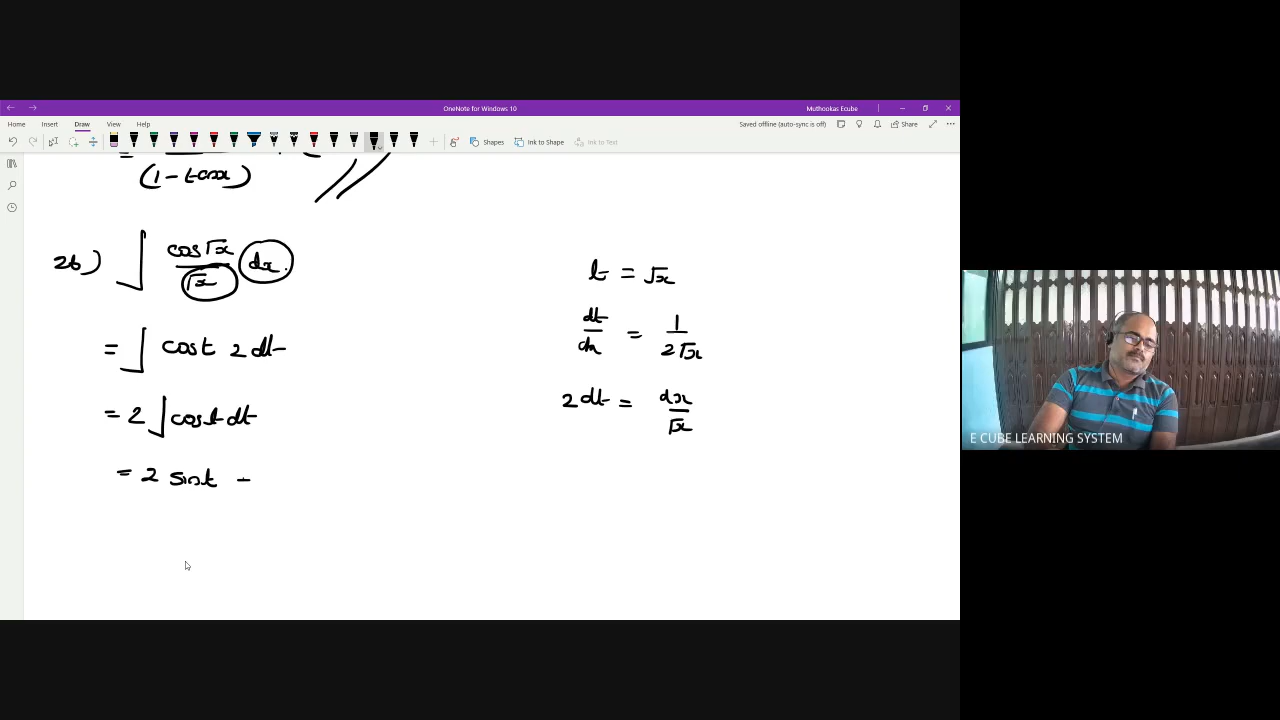 OneNote for Windows 10
Muthookas Ecube
Home Insert Draw View Help
Saved offline (auto-sync is off) Share
Shapes Ink to Shape Ink to Text
(1 - tanx)
26) ∫ cos√x/√x dx.
= ∫ cost 2dt
= 2 ∫ cost dt
= 2 sint -
t = √x
dt/dx = 1/2√x
2dt = dx/√x
E CUBE LEARNING SYSTEM